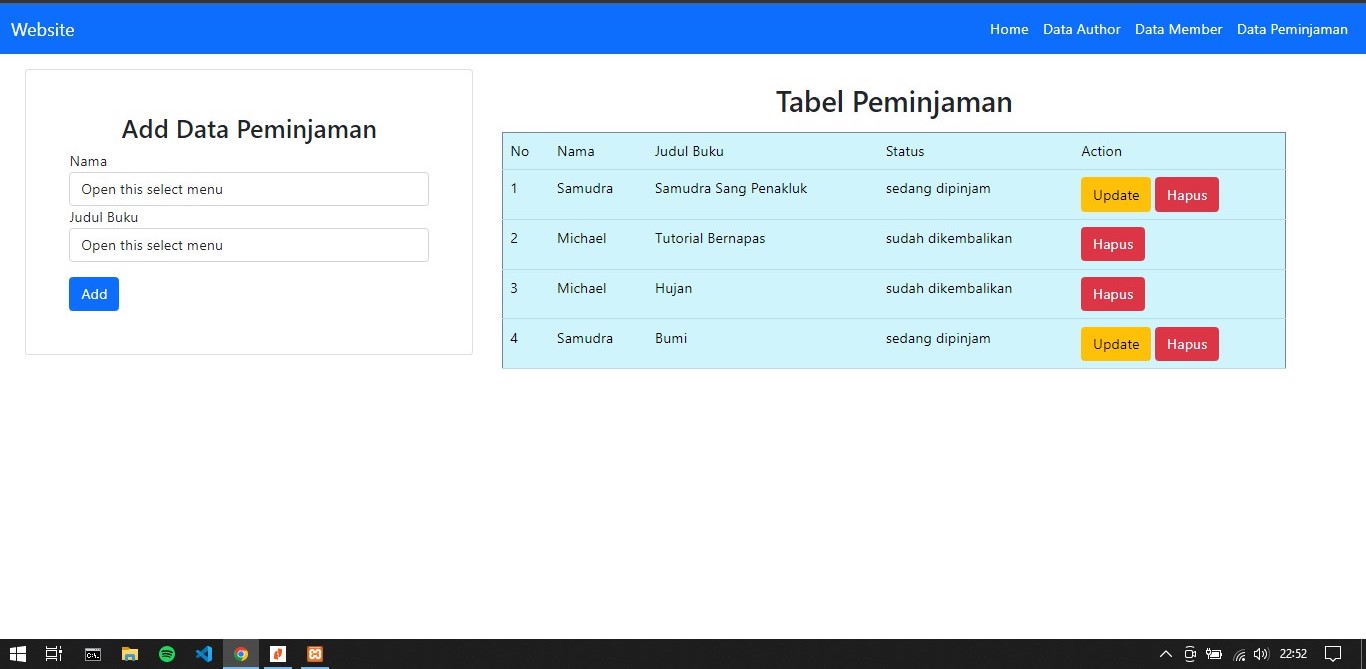 Website
Home Data Author Data Member Data Peminjaman
Add Data Peminjaman
Nama
Open this select menu
Judul Buku
Open this select menu
Add
Tabel Peminjaman
No Nama Judul Buku Status Action
1 Samudra Samudra Sang Penakluk sedang dipinjam Update Hapus
2 Michael Tutorial Bernapas sudah dikembalikan Hapus
3 Michael Hujan sudah dikembalikan Hapus
4 Samudra Bumi sedang dipinjam Update Hapus
22:52